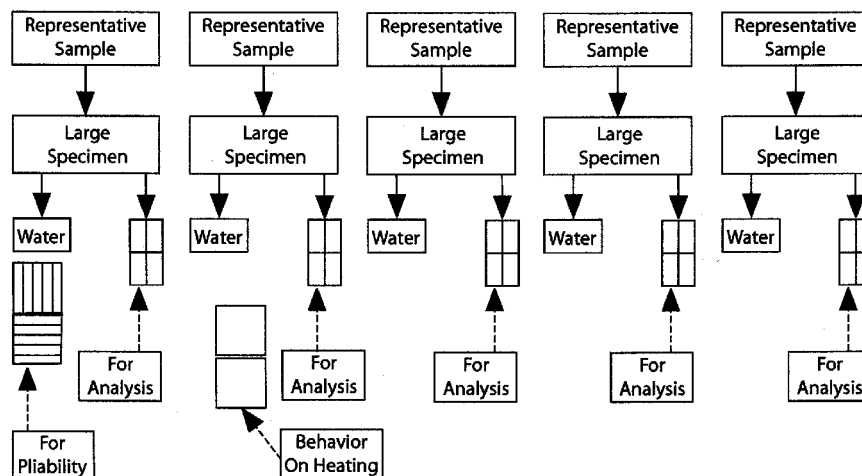 Representative
Sample
Representative
Sample
Representative
Sample
Representative
Sample
Representative
Sample
Large
Specimen
Large
Specimen
Large
Specimen
Large
Specimen
Large
Specimen
Water
Water
Water
Water
Water
For
Analysis
For
Analysis
For
Analysis
For
Analysis
For
Analysis
For
Pliability
Behavior
On Heating